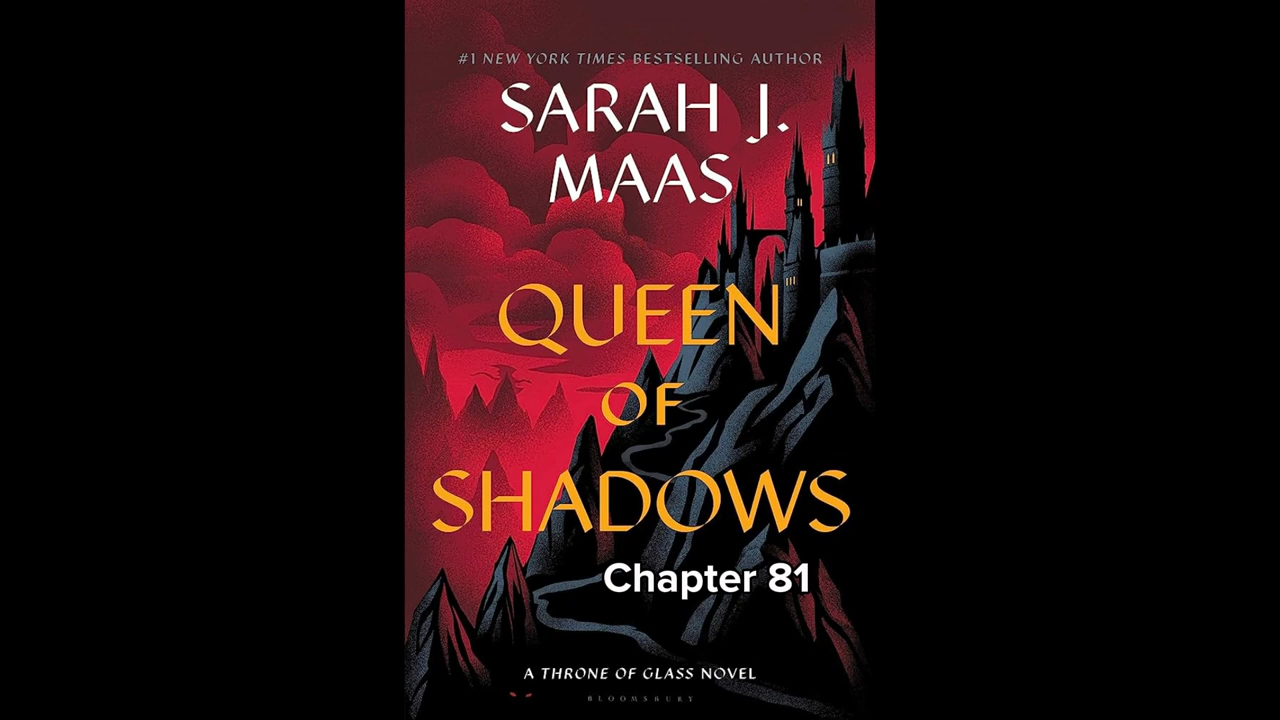 #1 NEW YORK TIMES BESTSELLING AUTHOR
SARAH J.
MAAS
QUEEN
OF
SHADOWS
Chapter 81
A THRONE OF GLASS NOVEL
BLOOMSBURY